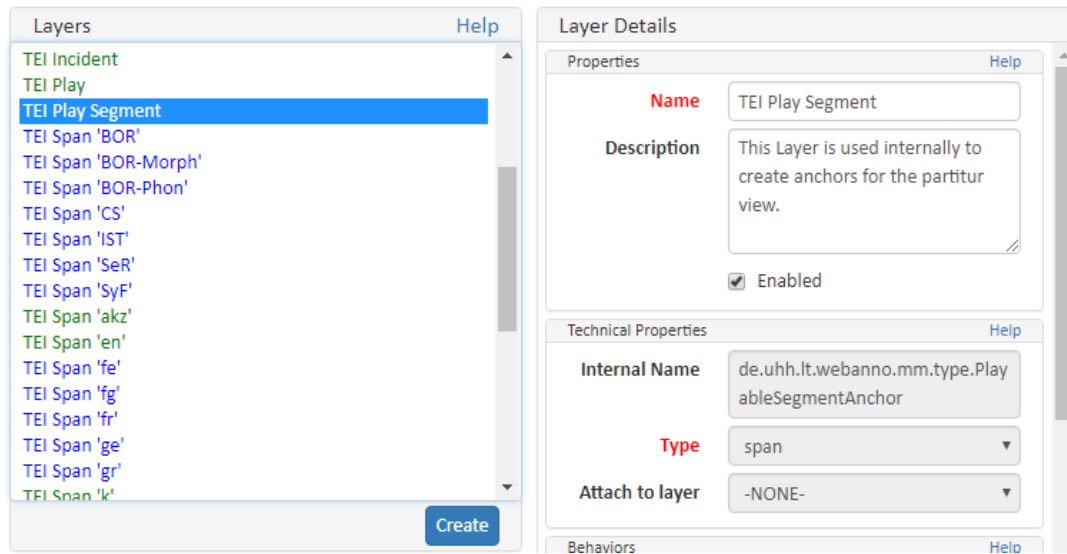 Layers Help
TEI Incident
TEI Play
TEI Play Segment
TEI Span 'BOR'
TEI Span 'BOR-Morph'
TEI Span 'BOR-Phon'
TEI Span 'CS'
TEI Span 'IST'
TEI Span 'SeR'
TEI Span 'SyF'
TEI Span 'akz'
TEI Span 'en'
TEI Span 'fe'
TEI Span 'fg'
TEI Span 'fr'
TEI Span 'ge'
TEI Span 'gr'
TEI Span 'k'
Create
Layer Details
Properties Help
Name TEI Play Segment
Description This Layer is used internally to
create anchors for the partitur
view.
Enabled
Technical Properties Help
Internal Name de.uhh.lt.webanno.mm.type.Play
ableSegmentAnchor
Type span
Attach to layer -NONE-
Behaviors Help